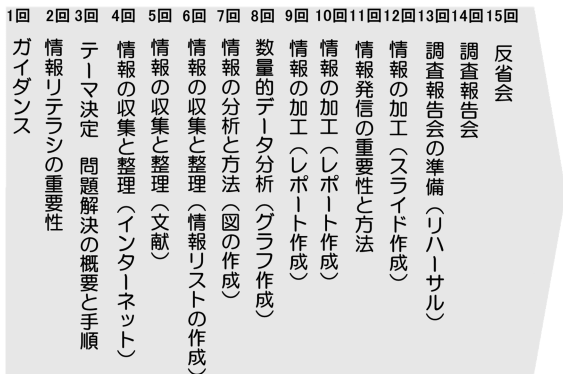 1回 2回 3回 4回 5回 6回 7回 8回 9回 10回 11回 12回 13回 14回 15回
ガイダンス
情報リテラシの重要性
テーマ決定 問題解決の概要と手順
情報の収集と整理（インターネット）
情報の収集と整理（文献）
情報の収集と整理（情報リストの作成）
情報の分析と方法（図の作成）
数量的データ分析（グラフ作成）
情報の加工（レポート作成）
情報の加工（レポート作成）
情報発信の重要性と方法
情報の加工（スライド作成）
調査報告会の準備（リハーサル）
調査報告会
反省会